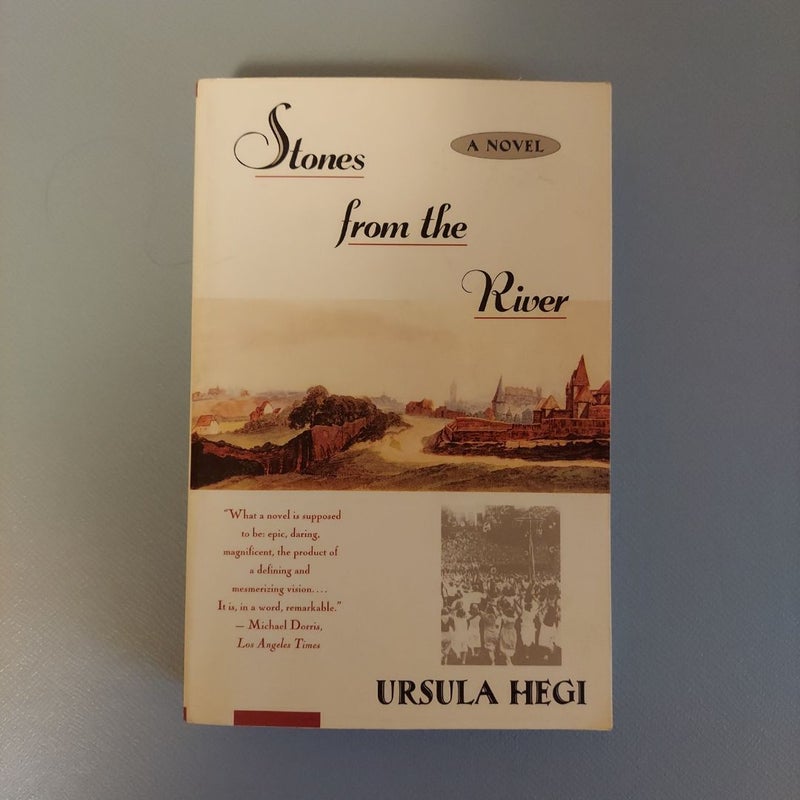 Stones
A NOVEL
from the
River
"What a novel is supposed
to be: epic, daring,
magnificent, the product of
a defining and
mesmerizing vision....
It is, in a word, remarkable."
— Michael Dorris,
Los Angeles Times
URSULA HEGI